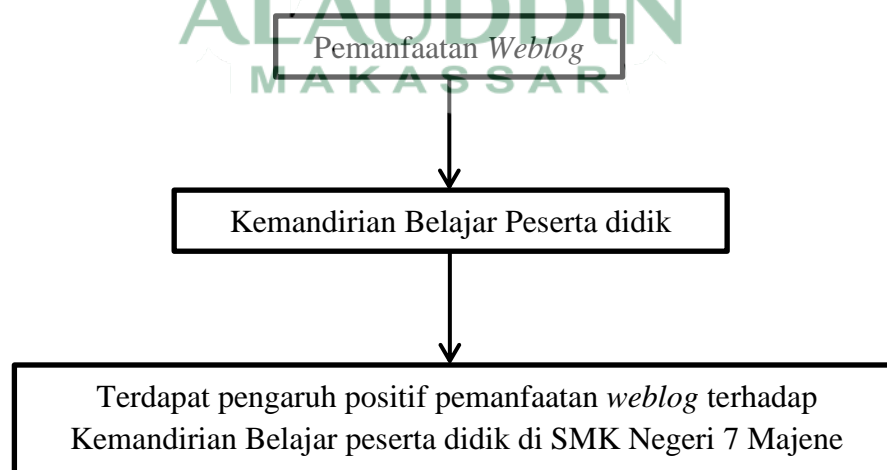 ALAUDDIN
Pemanfaatan Weblog
MAKASSAR
Kemandirian Belajar Peserta didik
Terdapat pengaruh positif pemanfaatan weblog terhadap
Kemandirian Belajar peserta didik di SMK Negeri 7 Majene